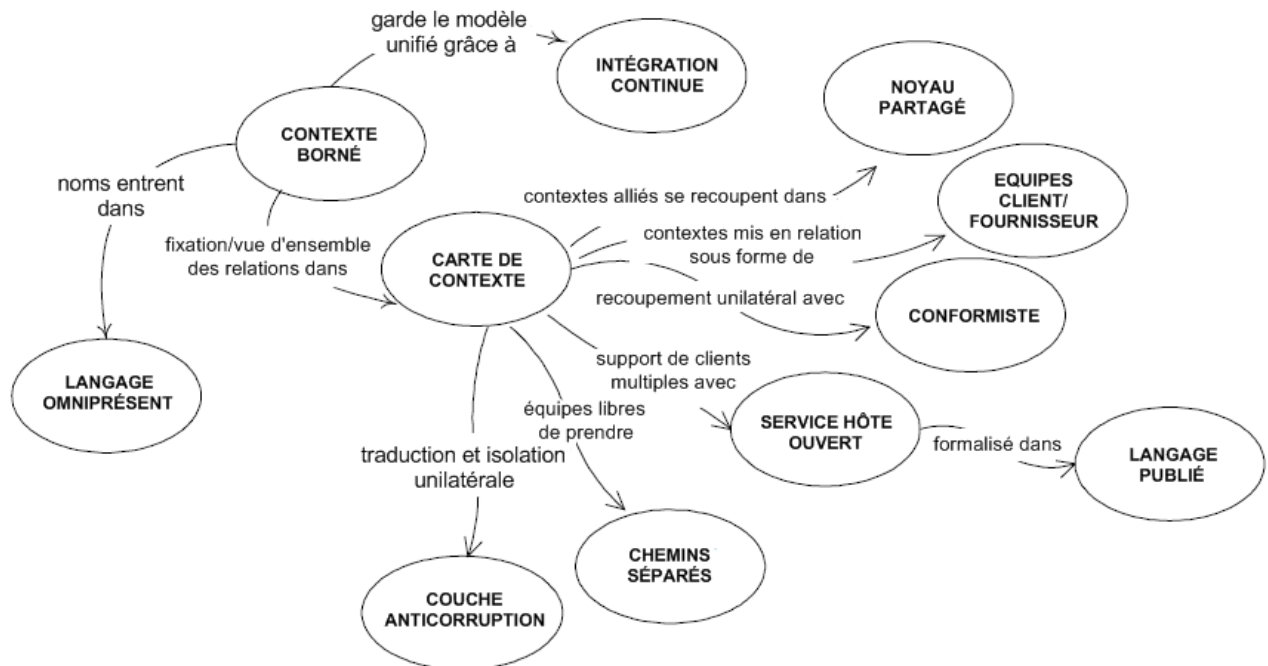 garde le modèle
unifié grâce à
INTÉGRATION
CONTINUE
NOYAU
PARTAGÉ
CONTEXTE
BORNÉ
noms entrent
dans
contextes alliés se recoupent dans
EQUIPES
CLIENT/
FOURNISSEUR
fixation/vue d'ensemble
des relations dans
CARTE DE
CONTEXTE
contextes mis en relation
sous forme de
recoupement unilatéral avec
CONFORMISTE
LANGAGE
OMNIPRÉSENT
support de clients
multiples avec
équipes libres
de prendre
SERVICE HÔTE
OUVERT
formalisé dans
LANGAGE
PUBLIÉ
traduction et isolation
unilatérale
CHEMINS
SÉPARÉS
COUCHE
ANTICORRUPTION